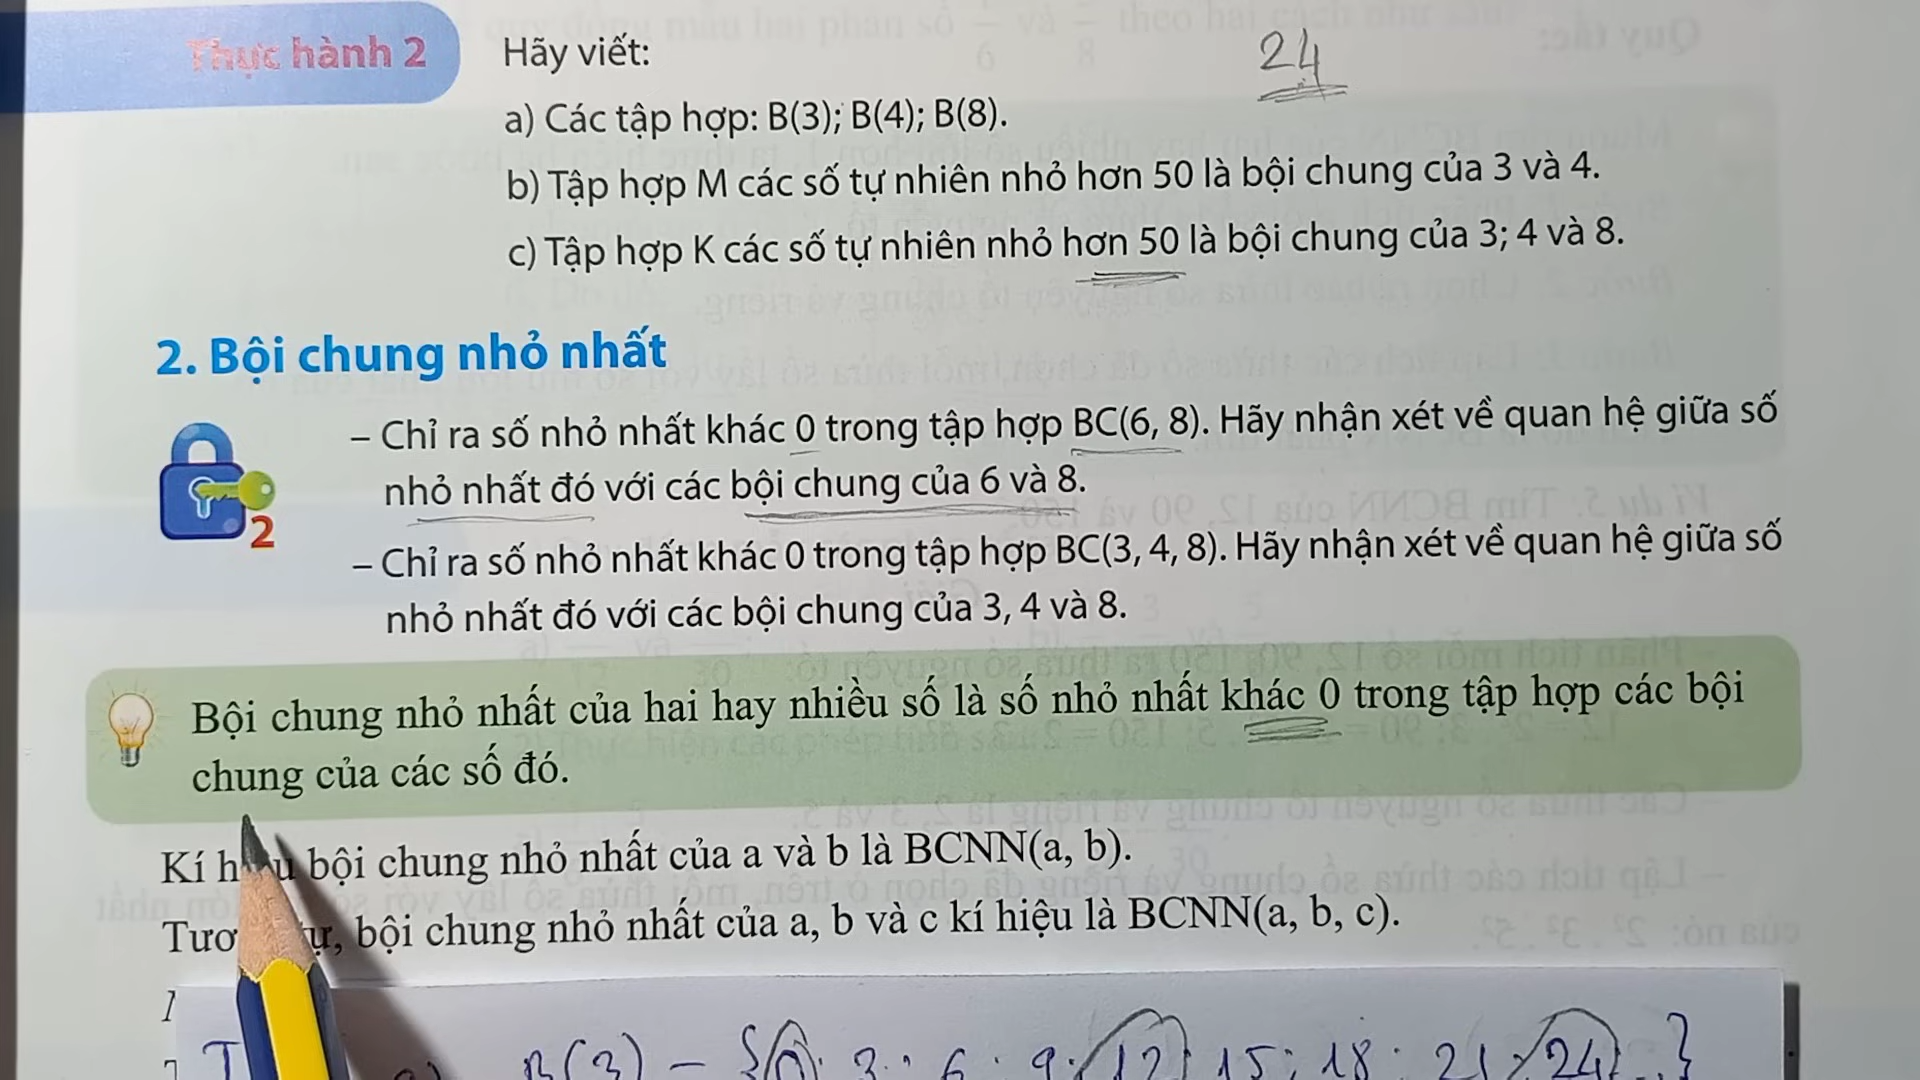 Thực hành 2
Hãy viết:
24
a) Các tập hợp: B(3); B(4); B(8).
b) Tập hợp M các số tự nhiên nhỏ hơn 50 là bội chung của 3 và 4.
c) Tập hợp K các số tự nhiên nhỏ hơn 50 là bội chung của 3; 4 và 8.
2. Bội chung nhỏ nhất
– Chỉ ra số nhỏ nhất khác 0 trong tập hợp BC(6, 8). Hãy nhận xét về quan hệ giữa số
nhỏ nhất đó với các bội chung của 6 và 8.
2
– Chỉ ra số nhỏ nhất khác 0 trong tập hợp BC(3, 4, 8). Hãy nhận xét về quan hệ giữa số
nhỏ nhất đó với các bội chung của 3, 4 và 8.
Bội chung nhỏ nhất của hai hay nhiều số là số nhỏ nhất khác 0 trong tập hợp các bội
chung của các số đó.
Kí bội chung nhỏ nhất của a và b là BCNN(a, b).
bội chung nhỏ nhất của a, b và c kí hiệu là BCNN(a, b, c).
B(3) = {0; 3; 6; 9; 12; 15; 18; 21; 24; }